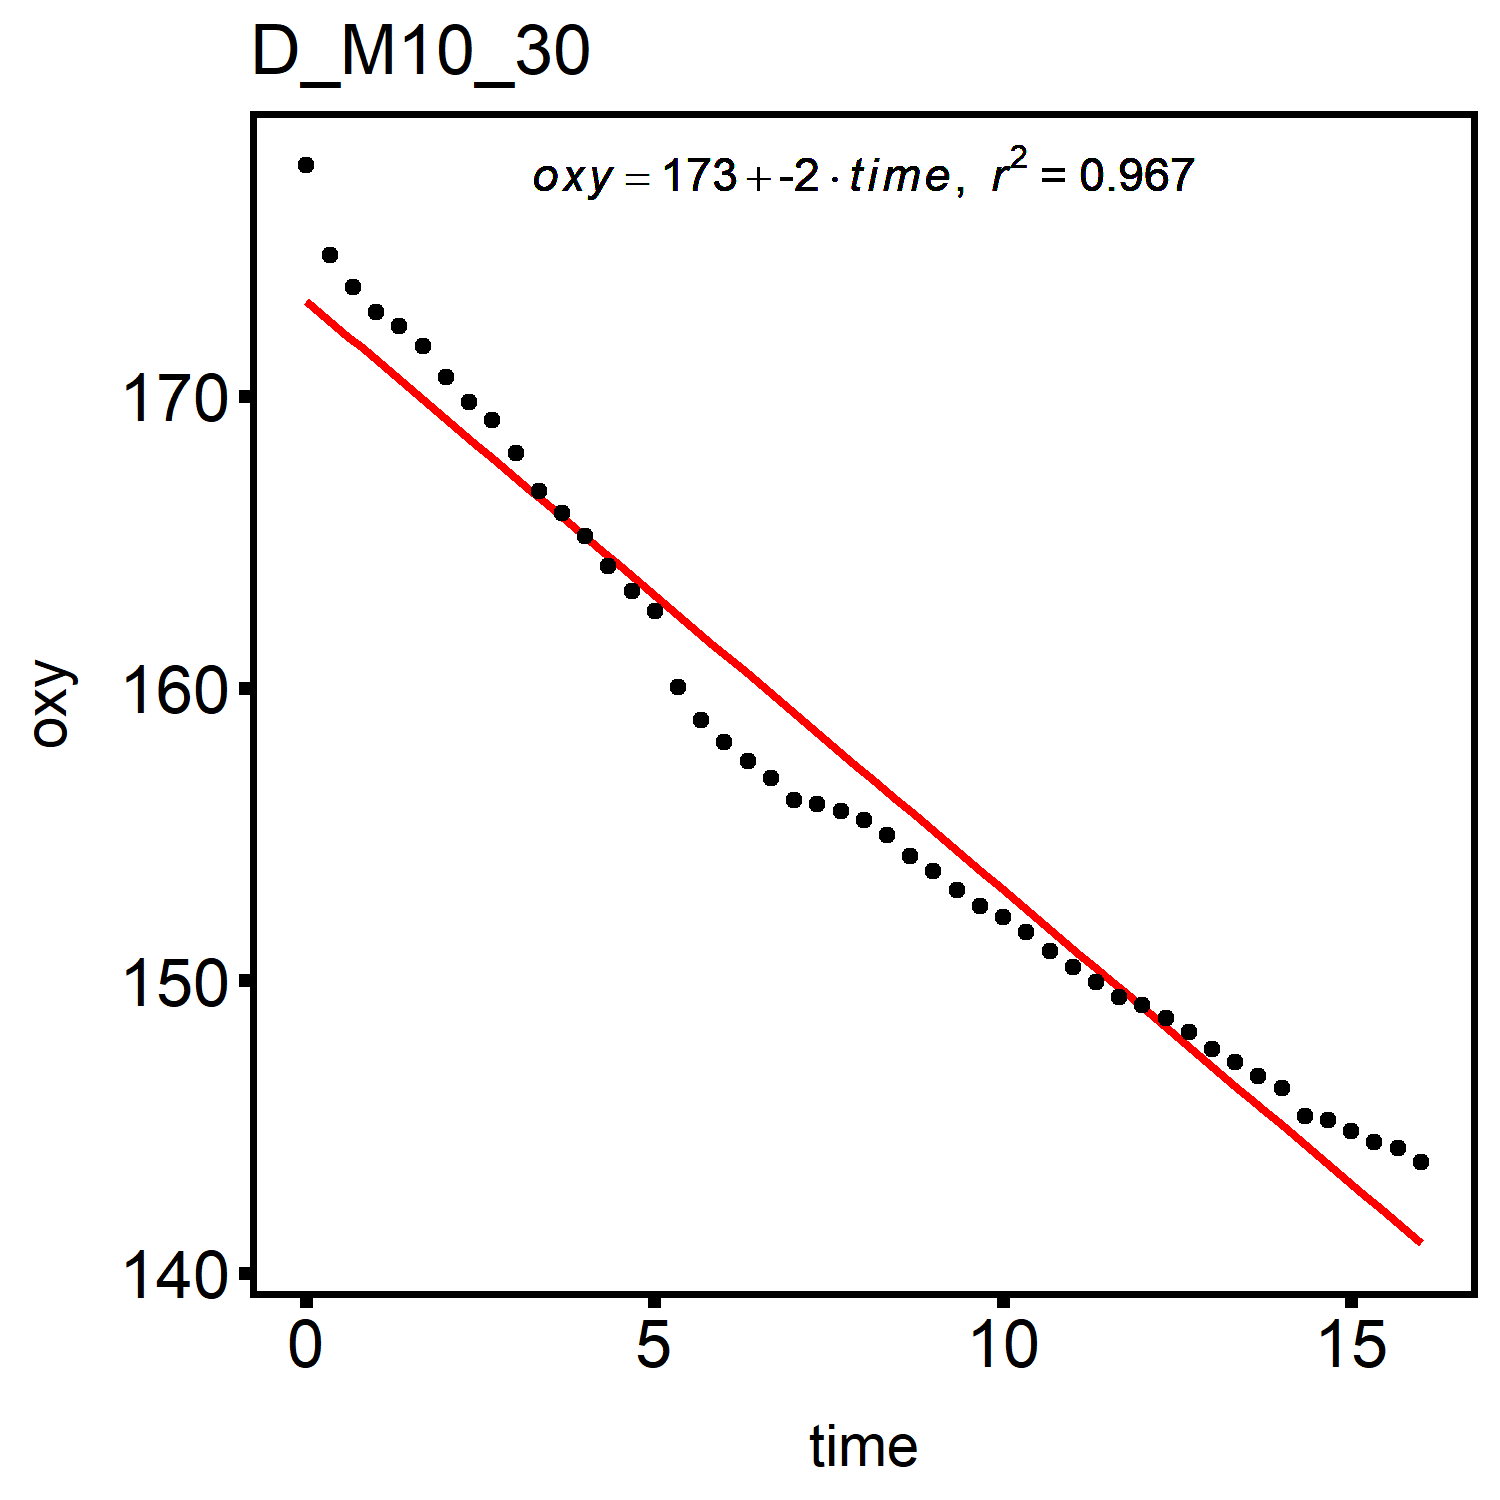 D_M10_30
oxy = 173 + -2 · time, r² = 0.967
170
160
150
140
oxy
0 5 10 15
time